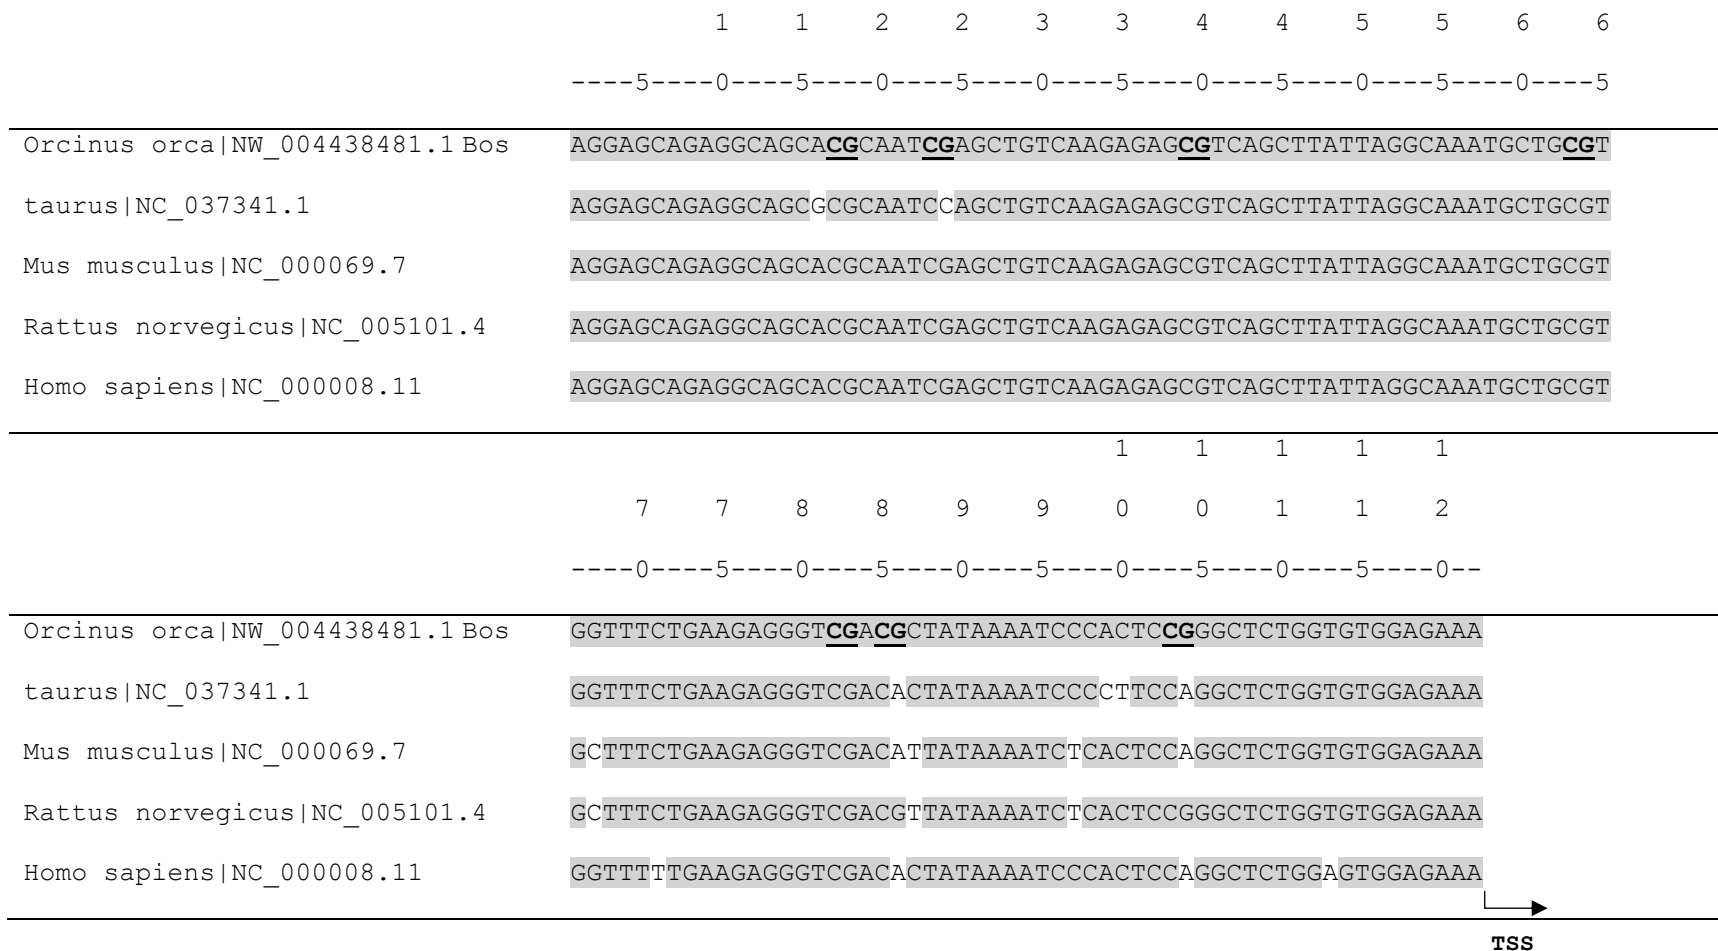 1 1 2 2 3 3 4 4 5 5 6 6
----5----0----5----0----5----0----5----0----5----0----5----0----5
Orcinus orca|NW_004438481.1 Bos AGGAGCAGAGGCAGCACGCAATCGAGCTGTCAAGAGAGCGTCAGCTTATTAGGCAAATGCTGCGT
taurus|NC_037341.1 AGGAGCAGAGGCAGCGCGCAATCCAGCTGTCAAGAGAGCGTCAGCTTATTAGGCAAATGCTGCGT
Mus musculus|NC_000069.7 AGGAGCAGAGGCAGCACGCAATCGAGCTGTCAAGAGAGCGTCAGCTTATTAGGCAAATGCTGCGT
Rattus norvegicus|NC_005101.4 AGGAGCAGAGGCAGCACGCAATCGAGCTGTCAAGAGAGCGTCAGCTTATTAGGCAAATGCTGCGT
Homo sapiens|NC_000008.11 AGGAGCAGAGGCAGCACGCAATCGAGCTGTCAAGAGAGCGTCAGCTTATTAGGCAAATGCTGCGT
1 1 1 1 1
7 7 8 8 9 9 0 0 1 1 2
----0----5----0----5----0----5----0----5----0----5----0--
Orcinus orca|NW_004438481.1 Bos GGTTTCTGAAGAGGGTCGACGCTATAAAATCCCACTCCGGGCTCTGGTGTGGAGAAA
taurus|NC_037341.1 GGTTTCTGAAGAGGGTCGACACTATAAAATCCCCTTCCAGGCTCTGGTGTGGAGAAA
Mus musculus|NC_000069.7 GCTTTCTGAAGAGGGTCGACATTATAAAATCTCACTCCAGGCTCTGGTGTGGAGAAA
Rattus norvegicus|NC_005101.4 GCTTTCTGAAGAGGGTCGACGTTATAAAATCTCACTCCGGGCTCTGGTGTGGAGAAA
Homo sapiens|NC_000008.11 GGTTTTTGAAGAGGGTCGACACTATAAAATCCCACTCCAGGCTCTGGAGTGGAGAAA
TSS